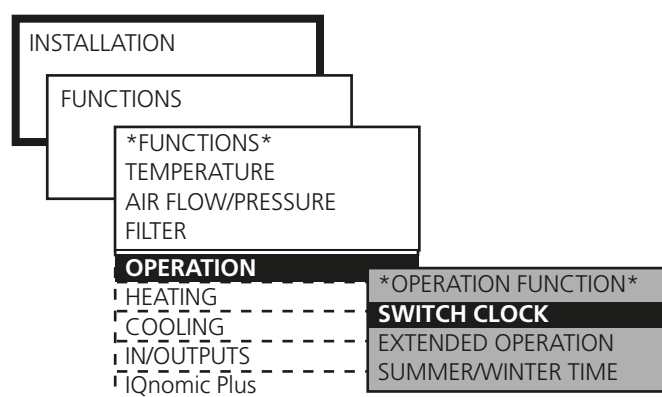 INSTALLATION
FUNCTIONS
*FUNCTIONS*
TEMPERATURE
AIR FLOW/PRESSURE
FILTER
OPERATION
HEATING
COOLING
IN/OUTPUTS
IQnomic Plus
*OPERATION FUNCTION*
SWITCH CLOCK
EXTENDED OPERATION
SUMMER/WINTER TIME